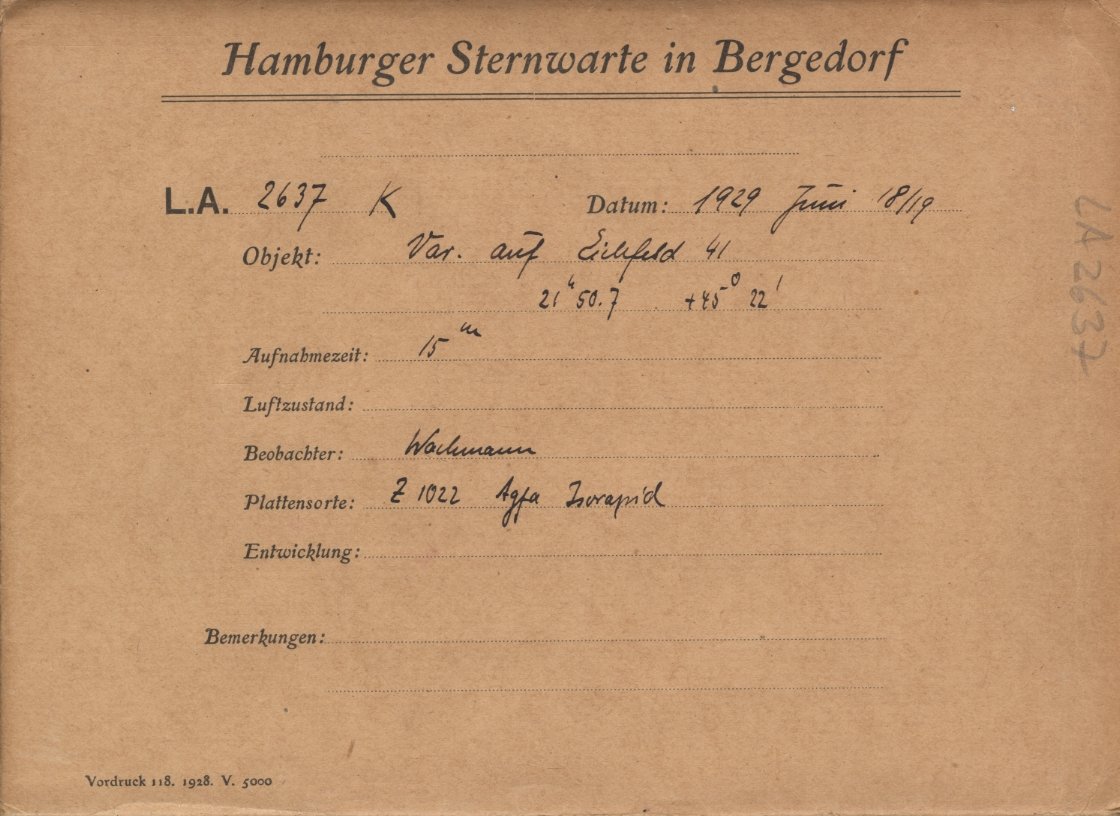 Hamburger Sternwarte in Bergedorf
L.A. 2637 K Datum: 1929 Juni 18/19
Objekt: Var. auf Eichfeld 41
21h 50.7 +45° 22'
Aufnahmezeit: 15m
Luftzustand:
Beobachter: Wachmann
Plattensorte: Z 1022 Agfa Isorapid
Entwicklung:
Bemerkungen:
Vordruck 118. 1928. V. 5000
LA 2637